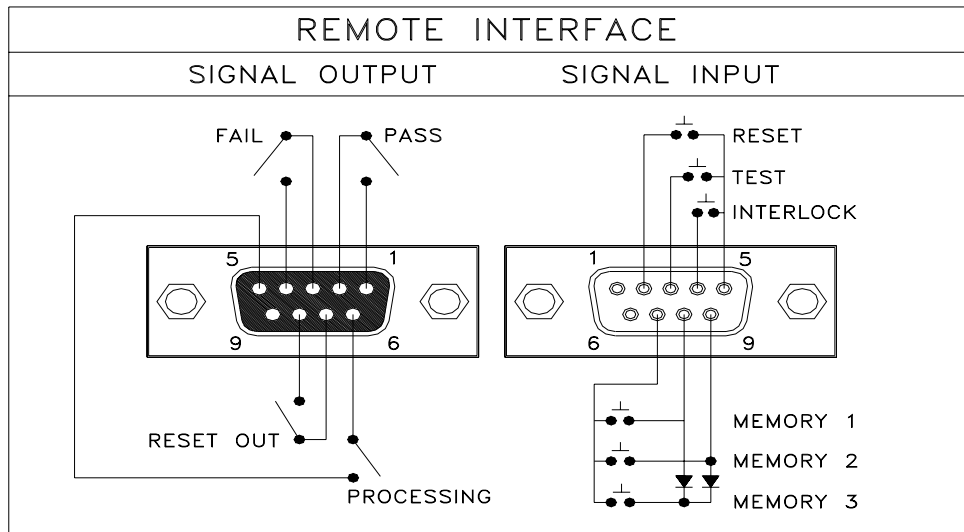 REMOTE INTERFACE
SIGNAL OUTPUT
SIGNAL INPUT
FAIL
PASS
RESET
TEST
INTERLOCK
5
1
9
6
1
5
6
9
RESET OUT
PROCESSING
MEMORY 1
MEMORY 2
MEMORY 3